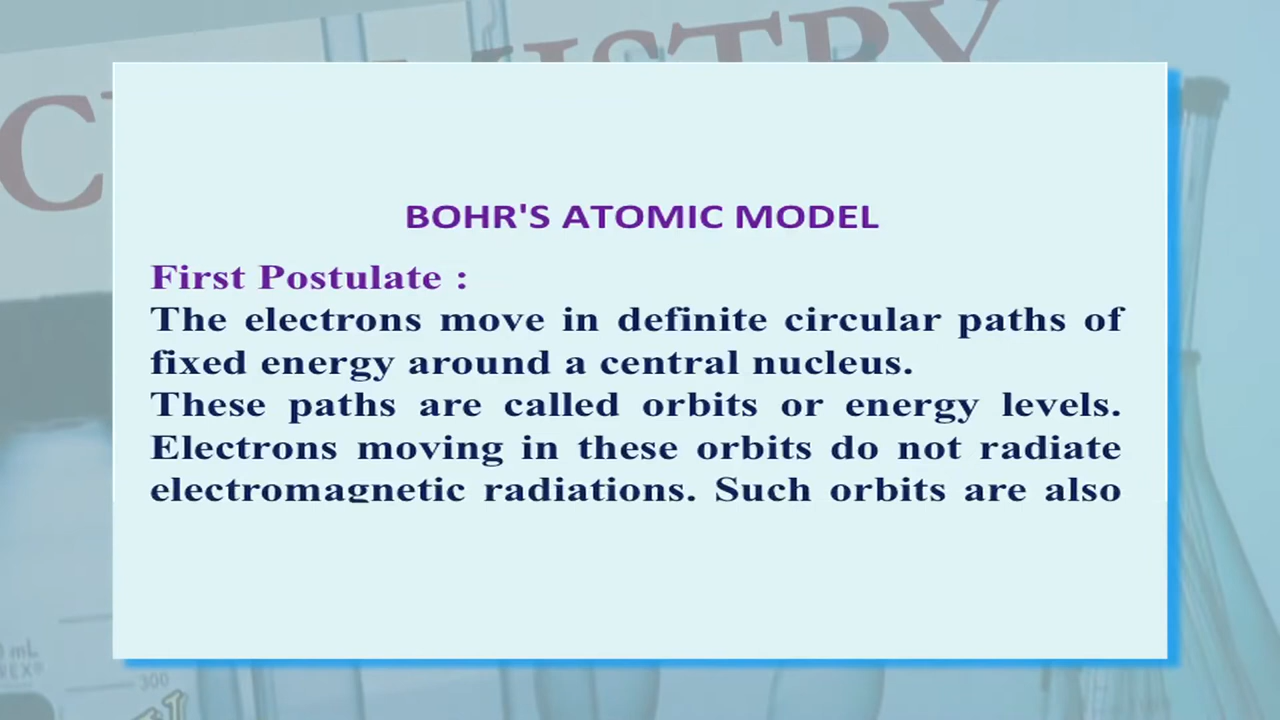 BOHR'S ATOMIC MODEL
First Postulate :
The electrons move in definite circular paths of
fixed energy around a central nucleus.
These paths are called orbits or energy levels.
Electrons moving in these orbits do not radiate
electromagnetic radiations. Such orbits are also
300